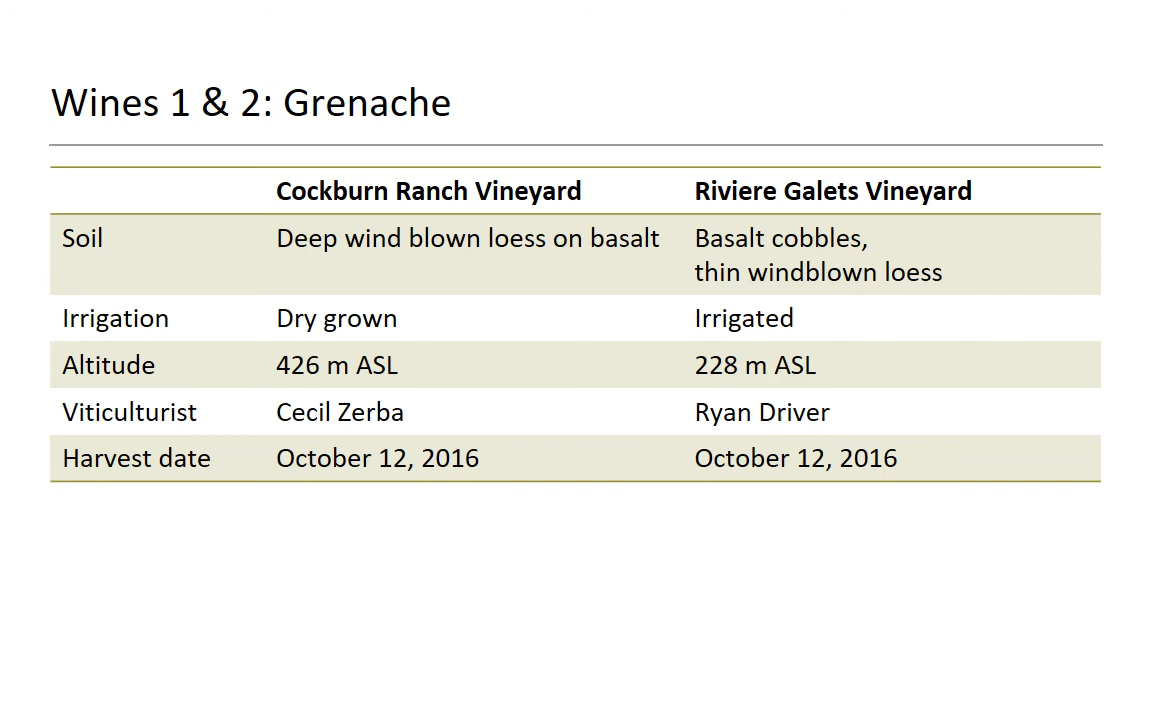 Wines 1 & 2: Grenache
Cockburn Ranch Vineyard Riviere Galets Vineyard
Soil Deep wind blown loess on basalt Basalt cobbles,
thin windblown loess
Irrigation Dry grown Irrigated
Altitude 426 m ASL 228 m ASL
Viticulturist Cecil Zerba Ryan Driver
Harvest date October 12, 2016 October 12, 2016